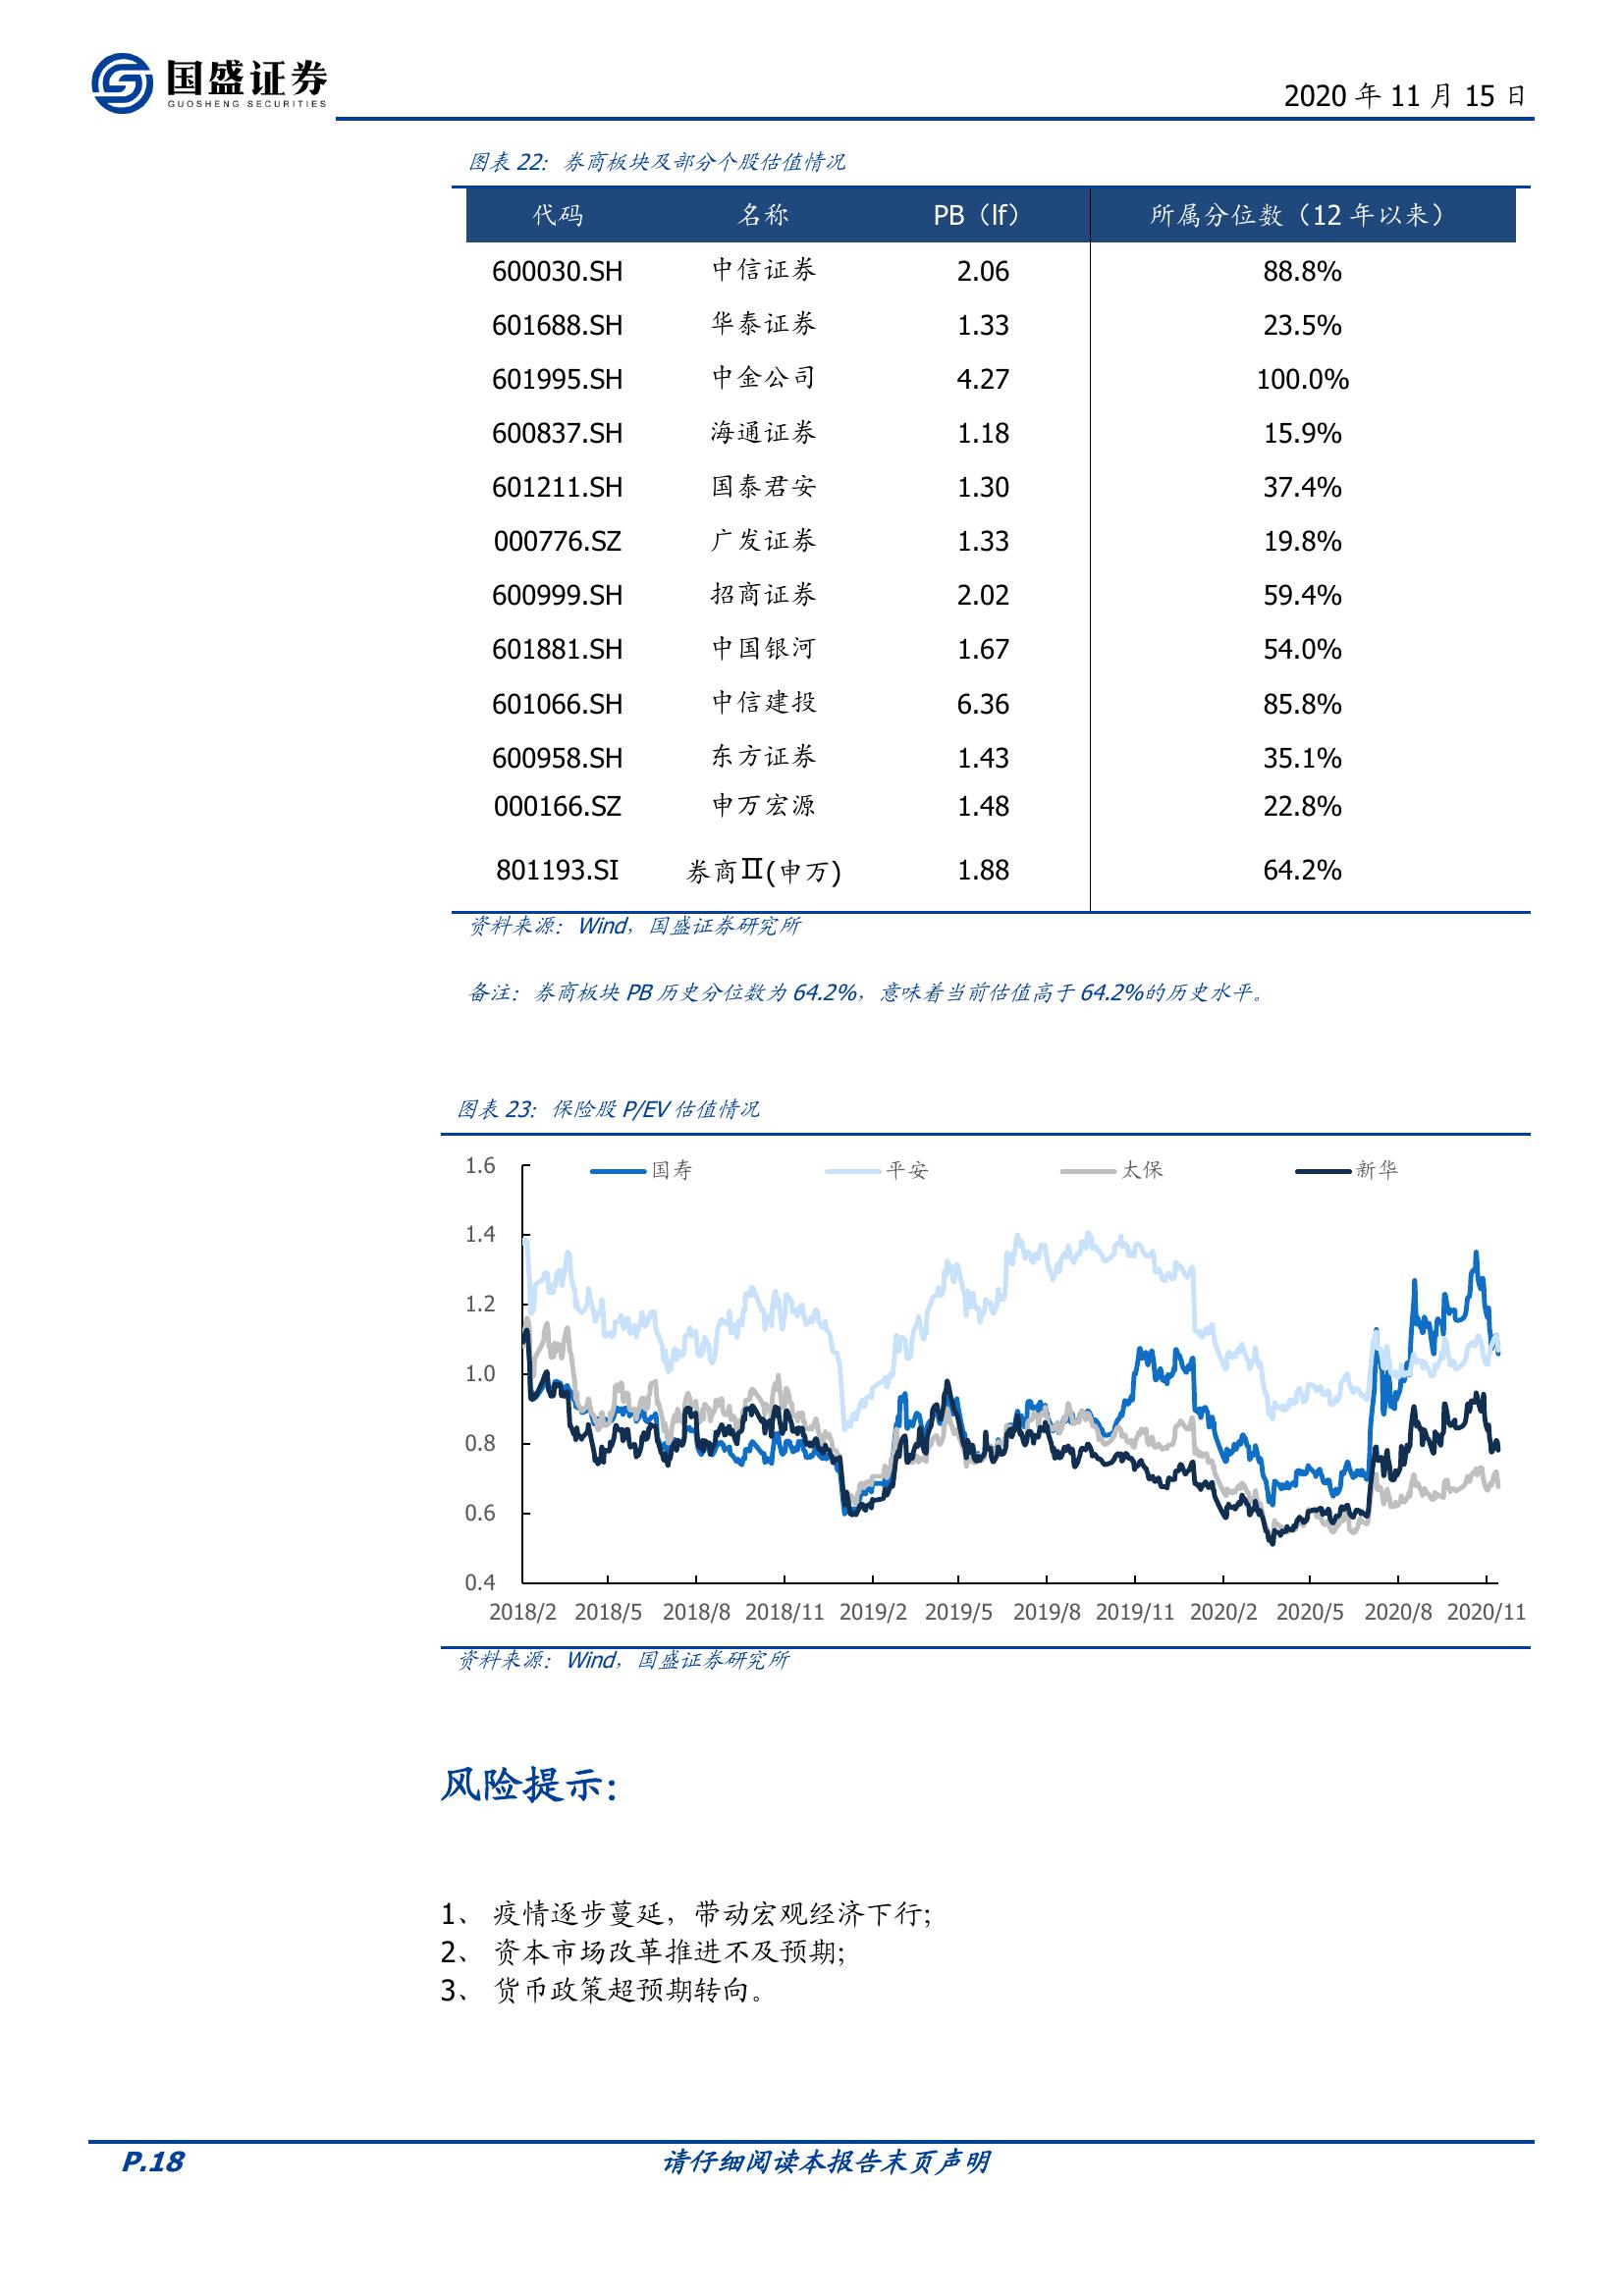 国盛证券
GUOSHENG SECURITIES
2020 年 11 月 15 日
图表 22：券商板块及部分个股估值情况
代码 名称 PB（lf） 所属分位数（12 年以来）
600030.SH 中信证券 2.06 88.8%
601688.SH 华泰证券 1.33 23.5%
601995.SH 中金公司 4.27 100.0%
600837.SH 海通证券 1.18 15.9%
601211.SH 国泰君安 1.30 37.4%
000776.SZ 广发证券 1.33 19.8%
600999.SH 招商证券 2.02 59.4%
601881.SH 中国银河 1.67 54.0%
601066.SH 中信建投 6.36 85.8%
600958.SH 东方证券 1.43 35.1%
000166.SZ 申万宏源 1.48 22.8%
801193.SI 券商Ⅱ(申万) 1.88 64.2%
资料来源：Wind，国盛证券研究所
备注：券商板块 PB 历史分位数为 64.2%，意味着当前估值高于 64.2%的历史水平。
图表 23：保险股 P/EV 估值情况
国寿 平安 太保 新华
1.6
1.4
1.2
1.0
0.8
0.6
0.4
2018/2 2018/5 2018/8 2018/11 2019/2 2019/5 2019/8 2019/11 2020/2 2020/5 2020/8 2020/11
资料来源：Wind，国盛证券研究所
风险提示：
1、 疫情逐步蔓延，带动宏观经济下行;
2、 资本市场改革推进不及预期;
3、 货币政策超预期转向。
P.18 请仔细阅读本报告末页声明